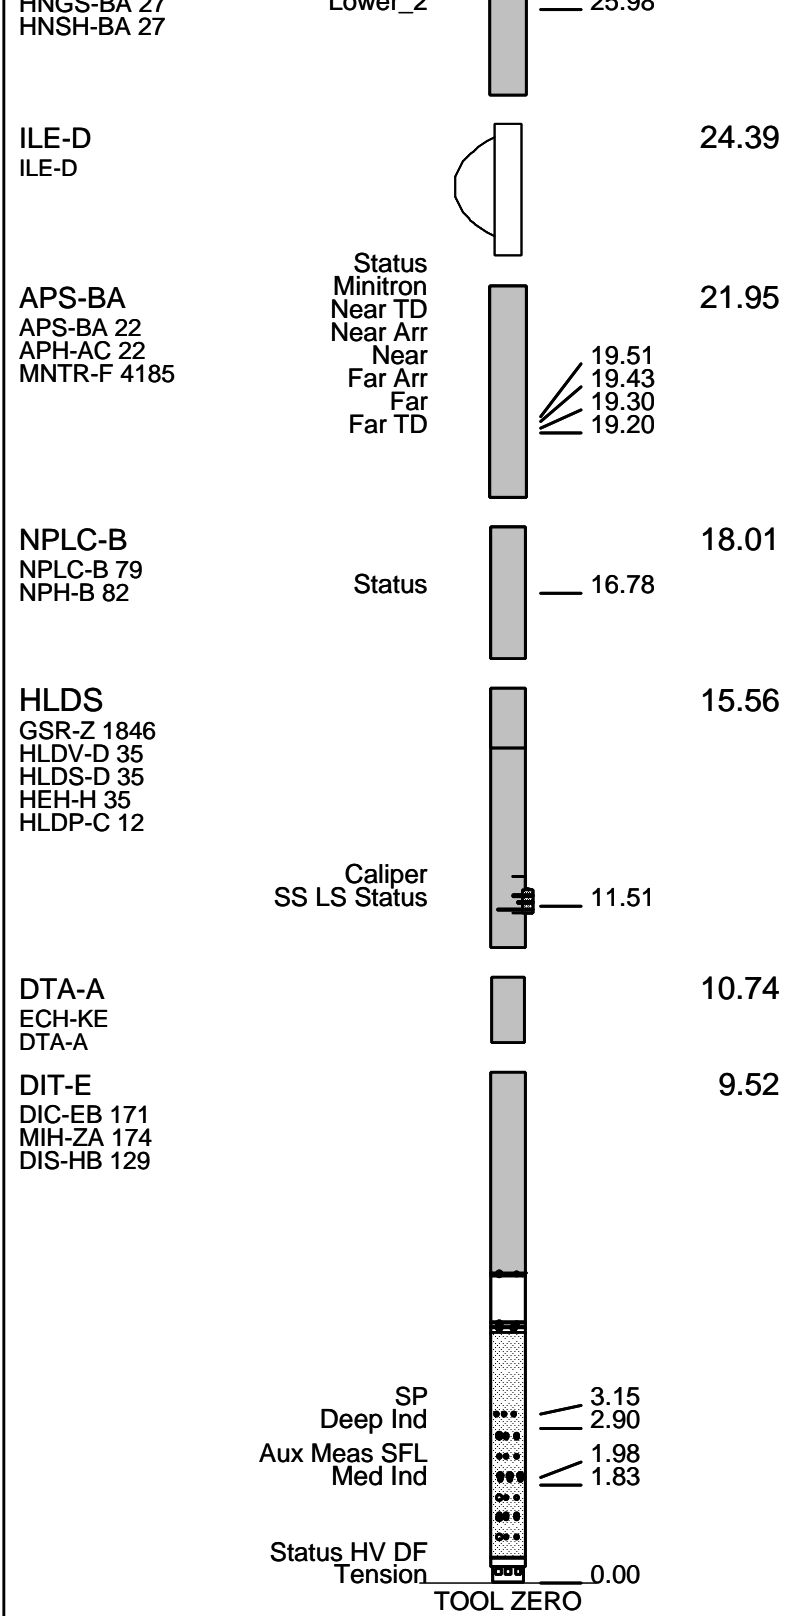 HNGS-BA 27
Lower_2 25.98
HNSH-BA 27
ILE-D 24.39
ILE-D
Status
Minitron
APS-BA 21.95
Near TD
APS-BA 22
Near Arr
APH-AC 22
Near 19.51
MNTR-F 4185
Far Arr 19.43
Far 19.30
Far TD 19.20
NPLC-B 18.01
NPLC-B 79
NPH-B 82
Status 16.78
HLDS 15.56
GSR-Z 1846
HLDV-D 35
HLDS-D 35
HEH-H 35
HLDP-C 12
Caliper
SS LS Status 11.51
DTA-A 10.74
ECH-KE
DTA-A
DIT-E 9.52
DIC-EB 171
MIH-ZA 174
DIS-HB 129
SP 3.15
Deep Ind 2.90
Aux Meas SFL 1.98
Med Ind 1.83
Status HV DF
Tension 0.00
TOOL ZERO